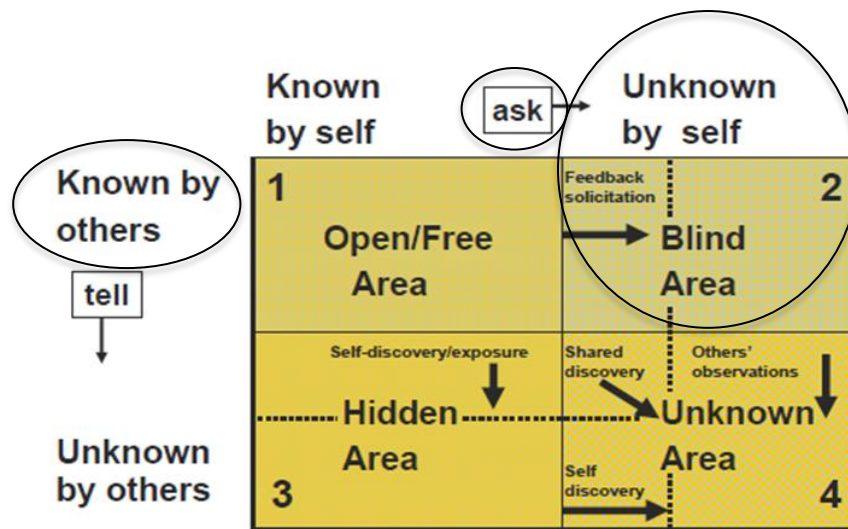 Known
by self
ask
Unknown
by self
Known by
others
tell
1
Open/Free
Area
Feedback
solicitation
2
Blind
Area
Unknown
by others
Self-discovery/exposure
Hidden
Area
3
Shared
discovery
Others'
observations
Unknown
Area
Self
discovery
4